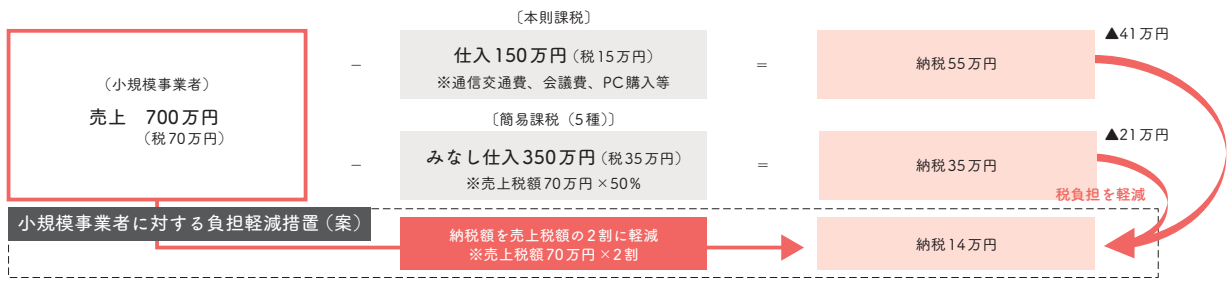 〔本則課税〕
（小規模事業者）
売上　700万円
（税70万円）
−
仕入150万円（税15万円）
※通信交通費、会議費、PC購入等
=
納税55万円
▲41万円
〔簡易課税（5種）〕
−
みなし仕入350万円（税35万円）
※売上税額70万円×50%
=
納税35万円
▲21万円
税負担を軽減
小規模事業者に対する負担軽減措置（案）
納税額を売上税額の2割に軽減
※売上税額70万円×2割
納税14万円